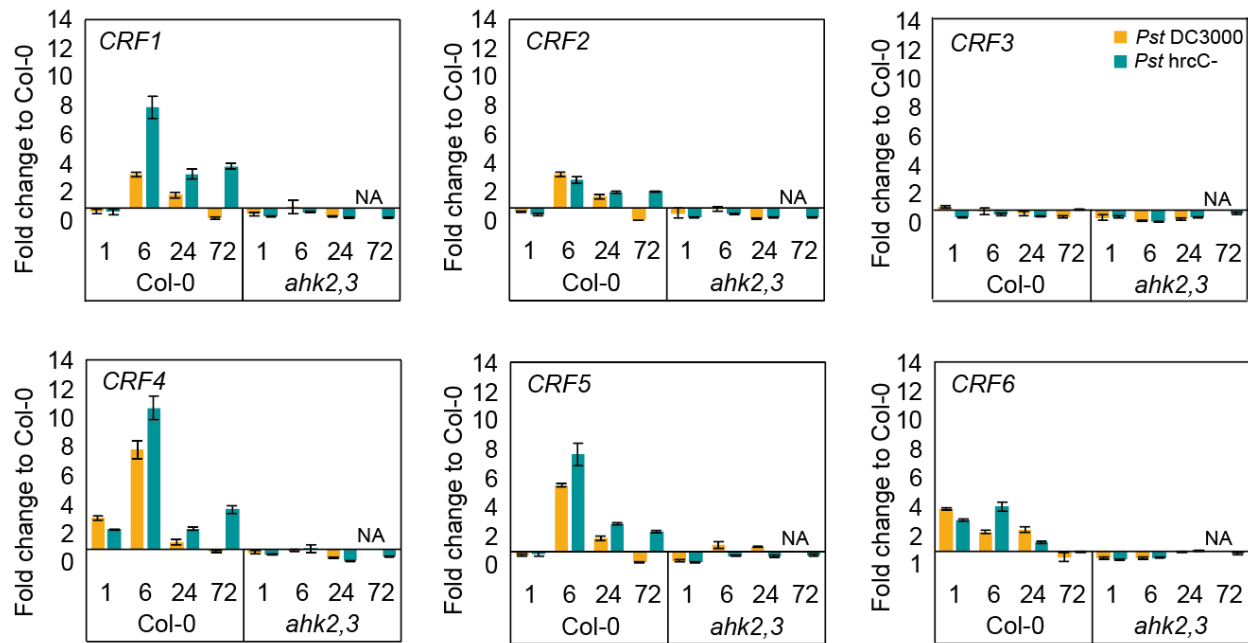 Fold change to Col-0
14
12
10
8
6
4
2
0
CRF1
NA
1 6 24 72 1 6 24 72
Col-0 ahk2,3
Fold change to Col-0
14
12
10
8
6
4
2
0
CRF2
NA
1 6 24 72 1 6 24 72
Col-0 ahk2,3
Fold change to Col-0
14
12
10
8
6
4
2
0
CRF3
Pst DC3000
Pst hrcC-
NA
1 6 24 72 1 6 24 72
Col-0 ahk2,3
Fold change to Col-0
14
12
10
8
6
4
2
0
CRF4
NA
1 6 24 72 1 6 24 72
Col-0 ahk2,3
Fold change to Col-0
14
12
10
8
6
4
2
0
CRF5
NA
1 6 24 72 1 6 24 72
Col-0 ahk2,3
Fold change to Col-0
14
12
10
8
6
4
2
1
CRF6
NA
1 6 24 72 1 6 24 72
Col-0 ahk2,3